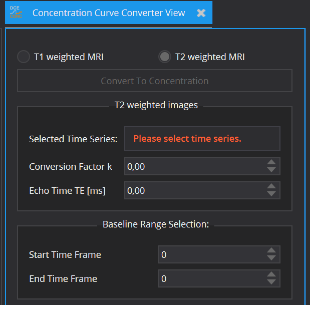 Concentration Curve Converter View
T1 weighted MRI T2 weighted MRI
Convert To Concentration
T2 weighted images
Selected Time Series: Please select time series.
Conversion Factor k 0,00
Echo Time TE [ms] 0,00
Baseline Range Selection:
Start Time Frame 0
End Time Frame 0